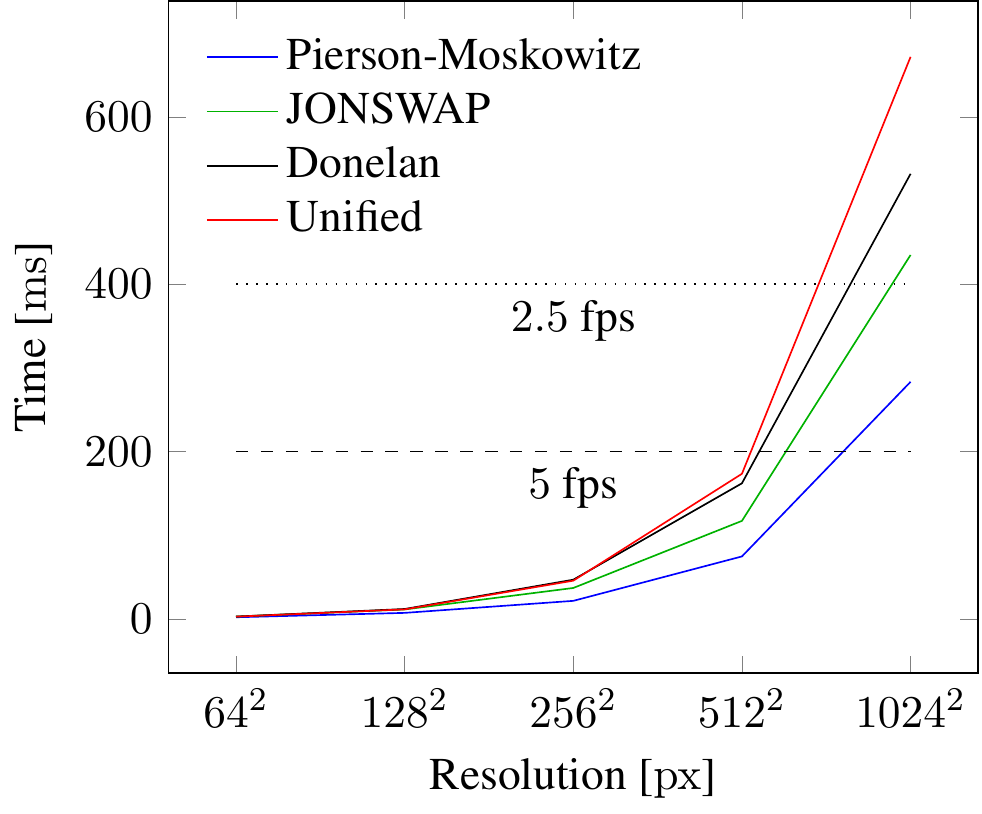 Pierson-Moskowitz
JONSWAP
Donelan
Unified
600
400
200
0
2.5 fps
5 fps
Time [ms]
64² 128² 256² 512² 1024²
Resolution [px]